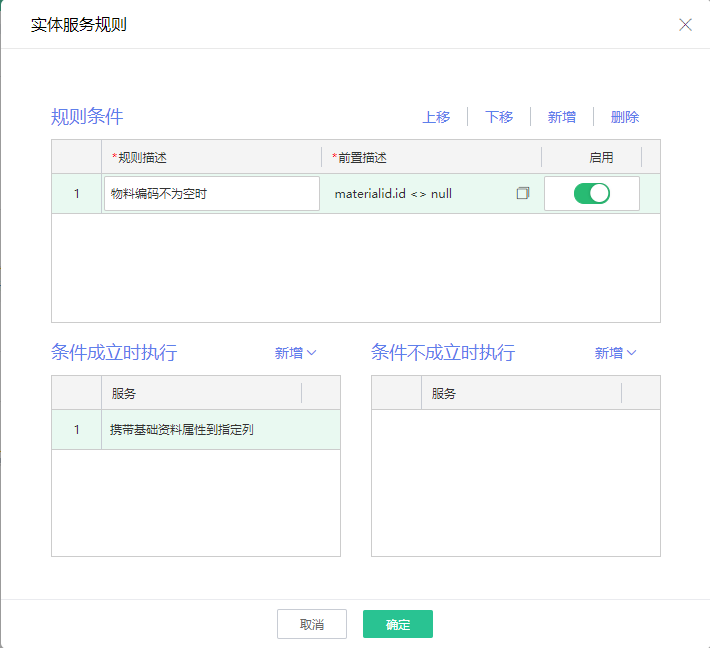 实体服务规则
规则条件 上移 下移 新增 删除
*规则描述 *前置描述 启用
1 物料编码不为空时 materialid.id <> null
条件成立时执行 新增 条件不成立时执行 新增
服务 服务
1 携带基础资料属性到指定列
取消 确定